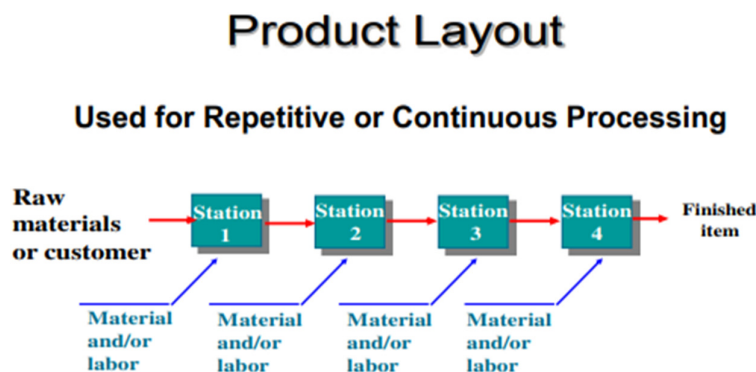 Product Layout
Used for Repetitive or Continuous Processing
Raw
materials
or customer
Station
1
Station
2
Station
3
Station
4
Finished
item
Material
and/or
labor
Material
and/or
labor
Material
and/or
labor
Material
and/or
labor